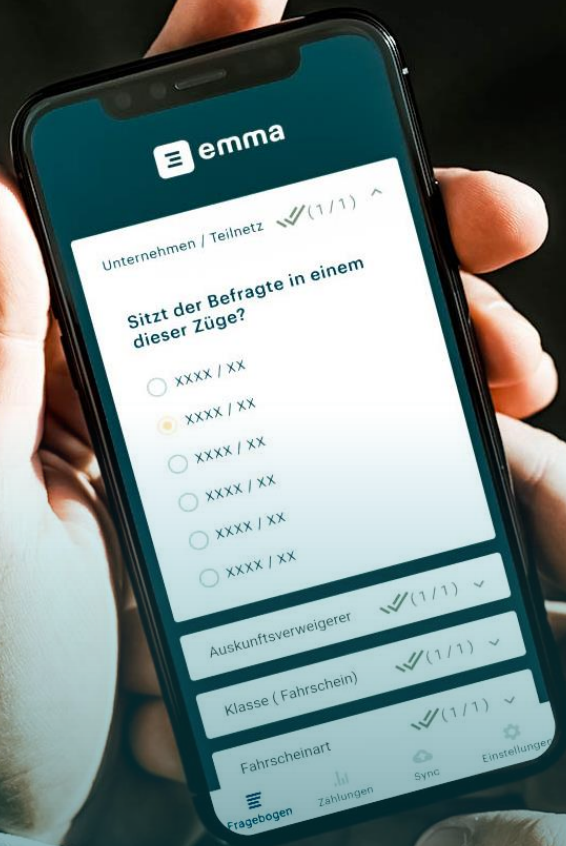 emma
Unternehmen / Teilnetz (1/1)
Sitzt der Befragte in einem
dieser Züge?
XXXX / XX
XXXX / XX
XXXX / XX
XXXX / XX
XXXX / XX
XXXX / XX
Auskunftsverweigerer (1/1)
Klasse (Fahrschein) (1/1)
Fahrscheinart (1/1)
Fragebogen Zählungen Sync Einstellungen